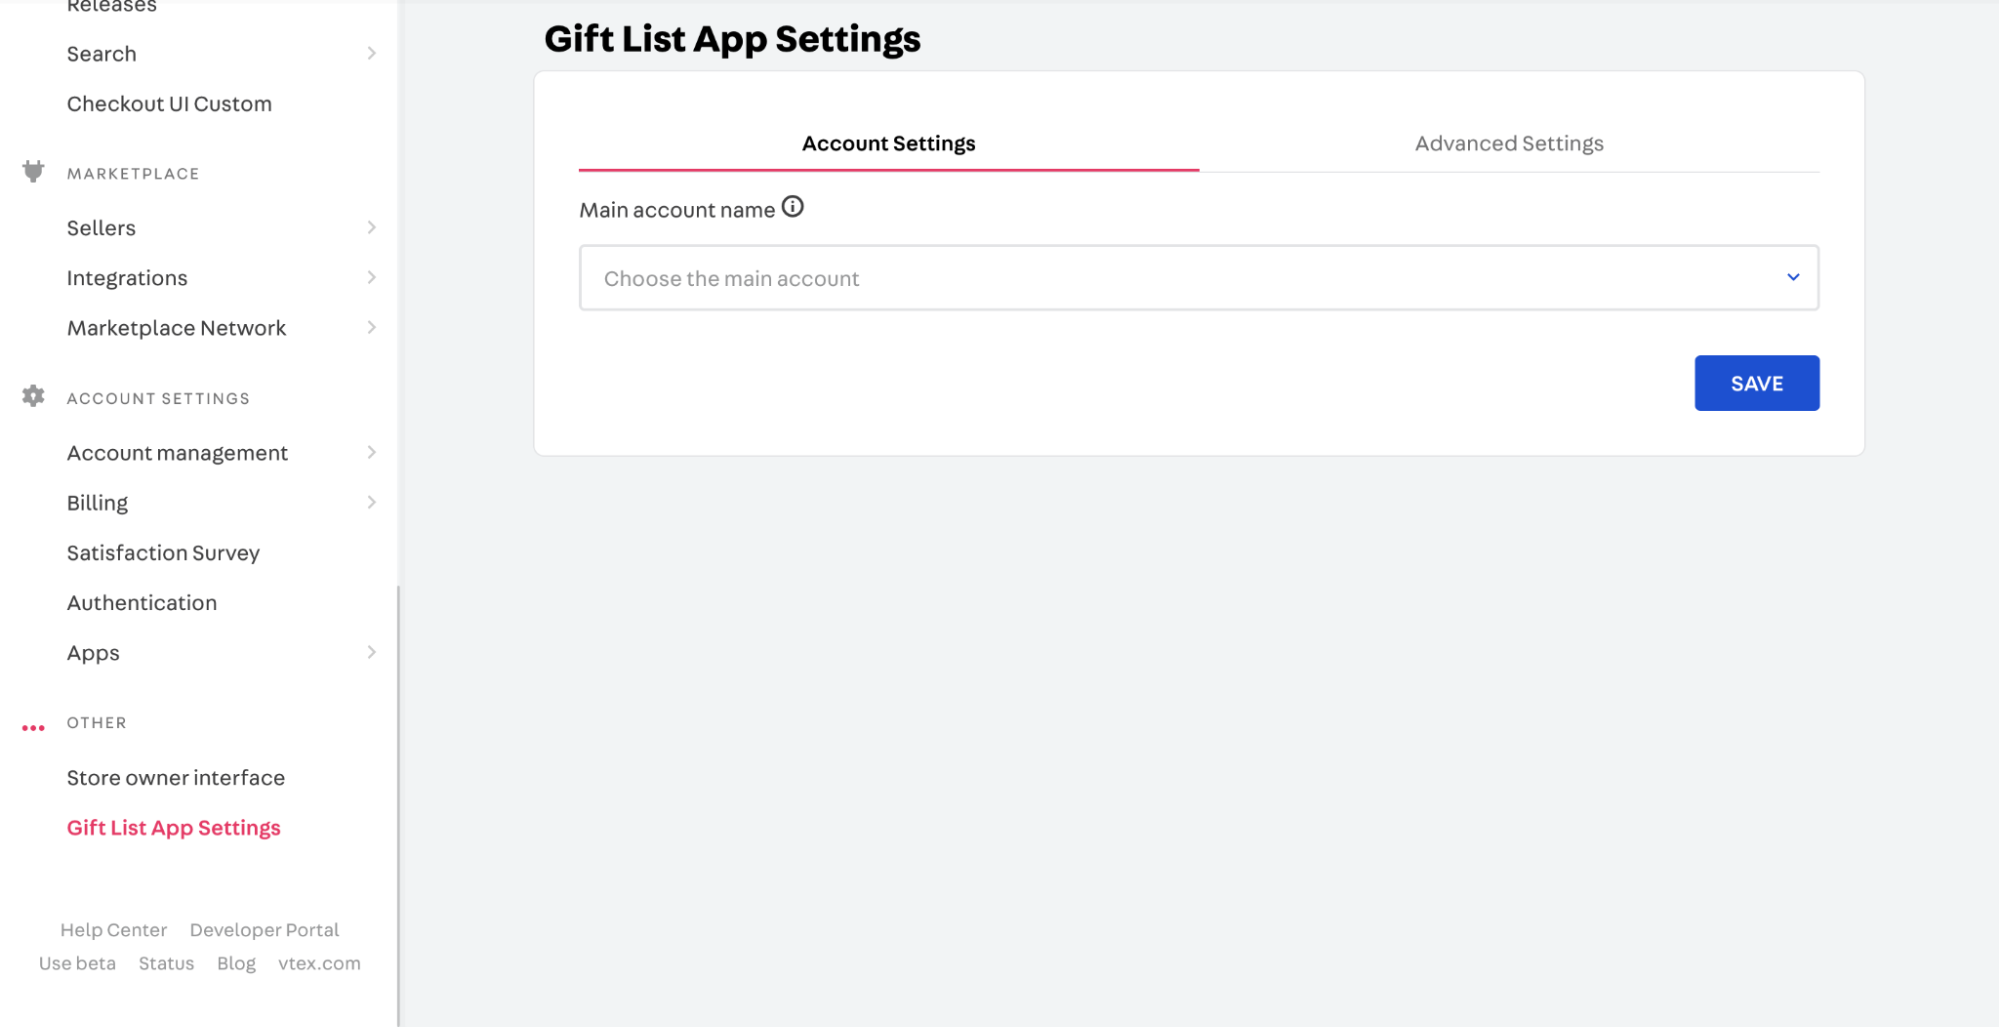 Releases
Search
Checkout UI Custom
MARKETPLACE
Sellers
Integrations
Marketplace Network
ACCOUNT SETTINGS
Account management
Billing
Satisfaction Survey
Authentication
Apps
OTHER
Store owner interface
Gift List App Settings
Help Center Developer Portal
Use beta Status Blog vtex.com
Gift List App Settings
Account Settings Advanced Settings
Main account name
Choose the main account
SAVE